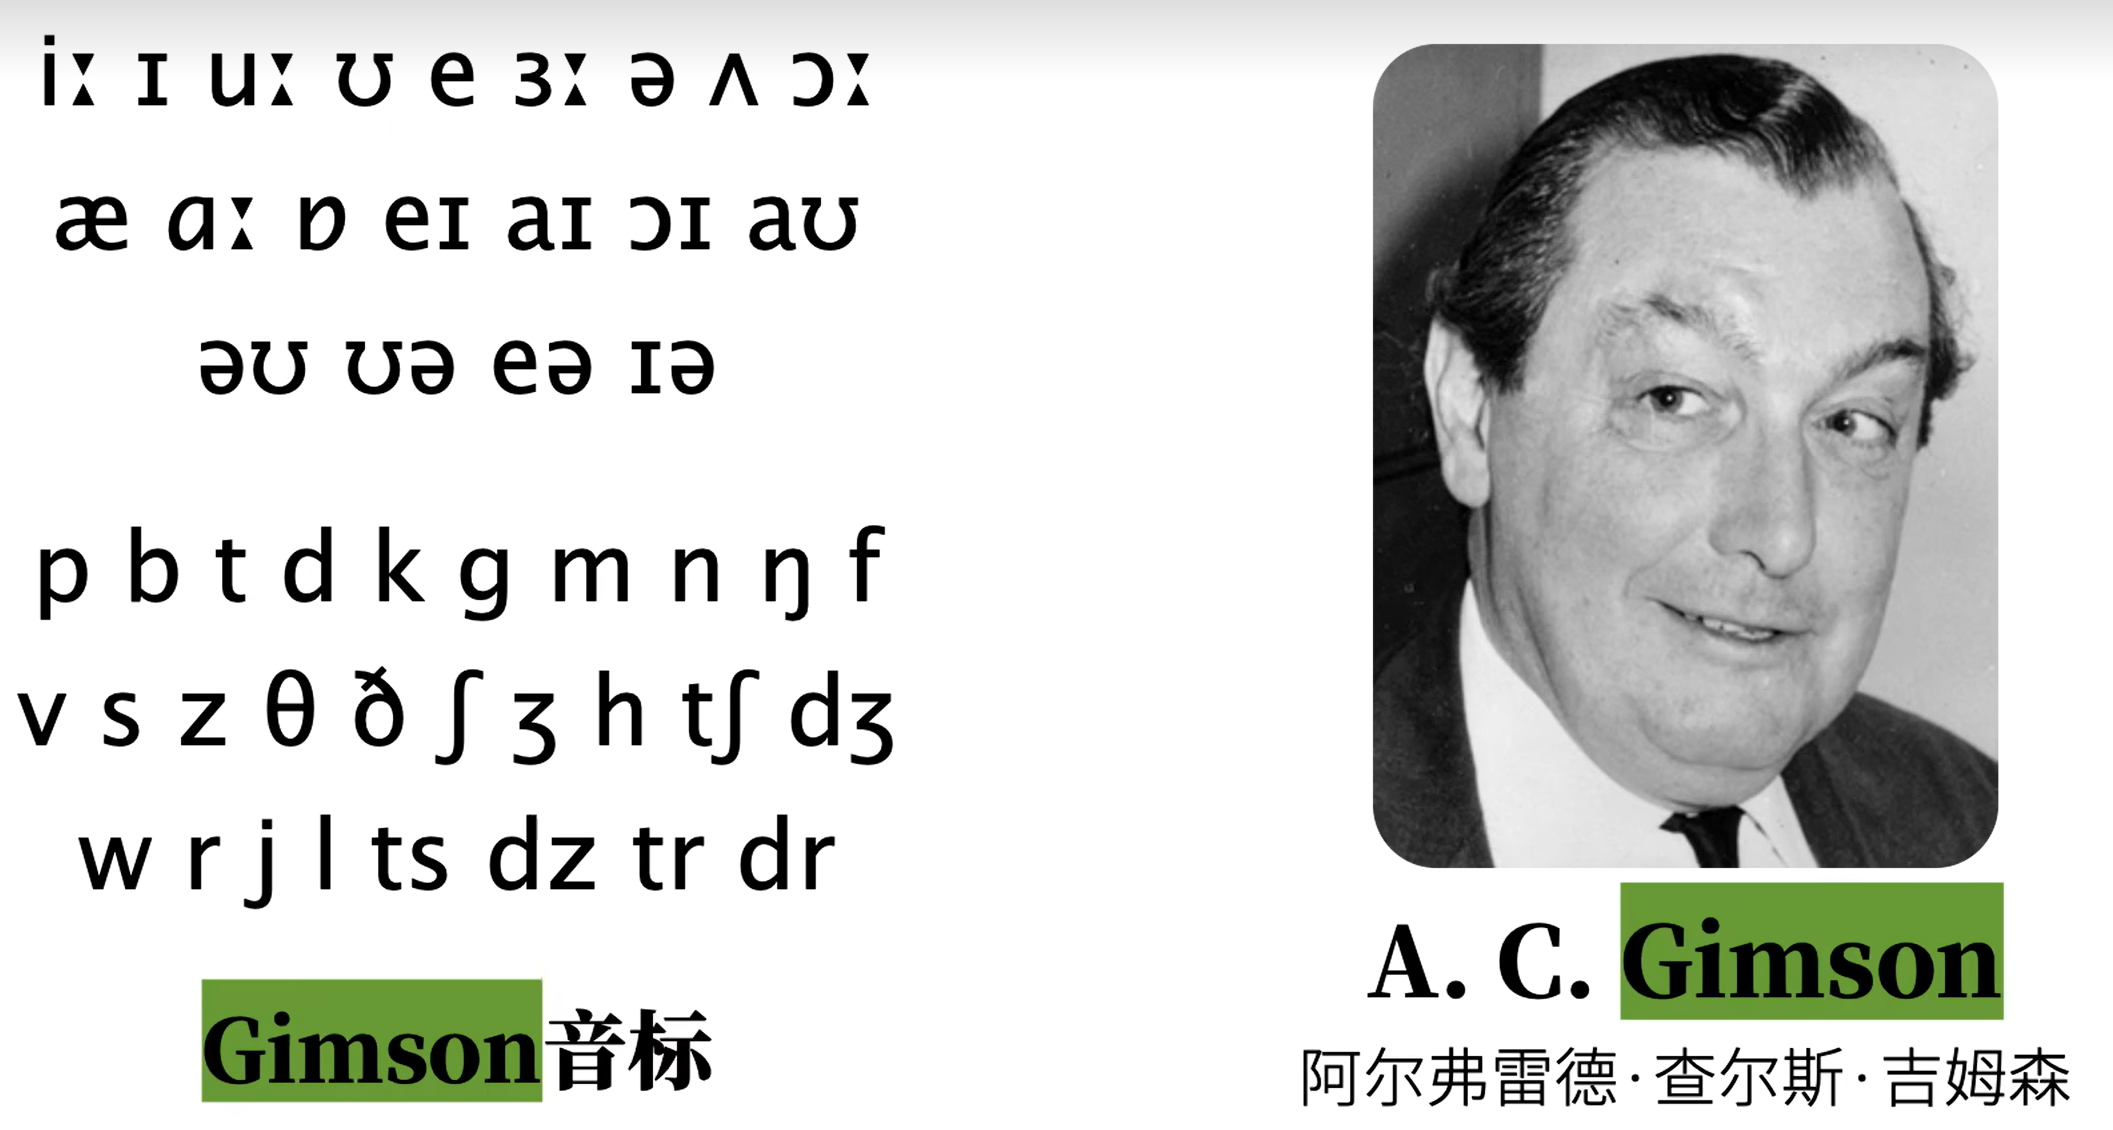 iː ɪ uː ʊ e ɜː ə ʌ ɔː
æ ɑː ɒ eɪ aɪ ɔɪ aʊ
əʊ ʊə eə ɪə
p b t d k g m n ŋ f
v s z θ ð ʃ ʒ h tʃ dʒ
w r j l ts dz tr dr
Gimson音标
A. C. Gimson
阿尔弗雷德·查尔斯·吉姆森